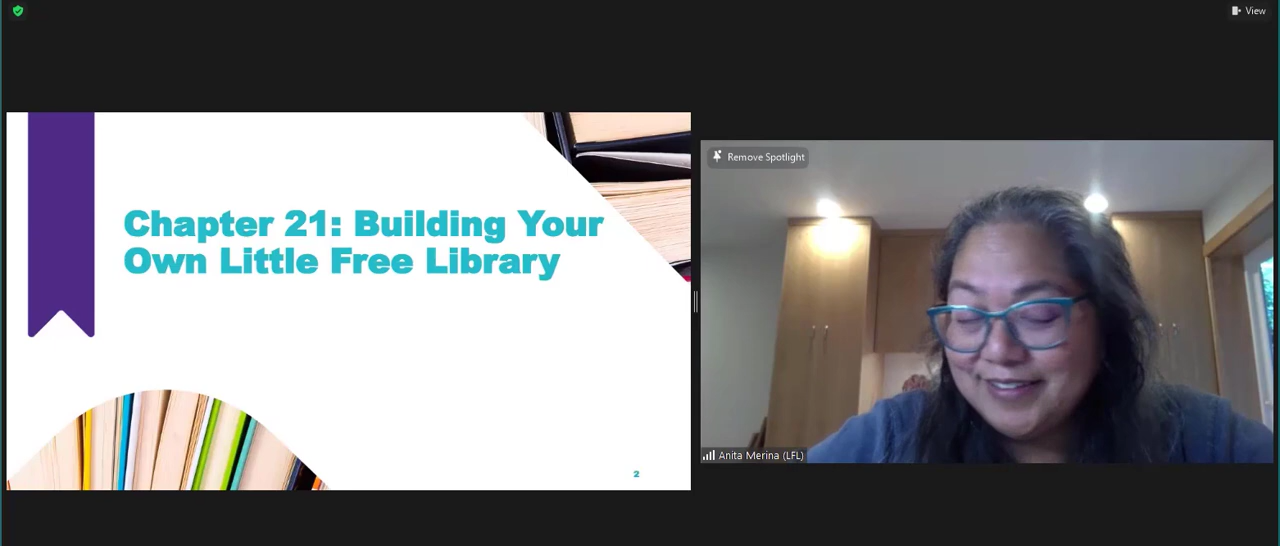 View
Chapter 21: Building Your
Own Little Free Library
2
Remove Spotlight
Anita Merina (LFL)